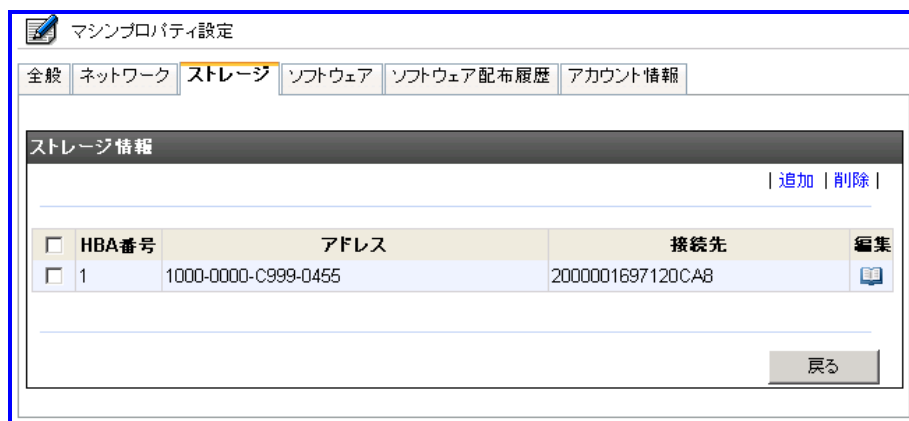 マシンプロパティ設定
全般 ネットワーク ストレージ ソフトウェア ソフトウェア配布履歴 アカウント情報
ストレージ情報
| 追加 | 削除 |
HBA番号 アドレス 接続先 編集
1 1000-0000-C999-0455 2000001697120CA8
戻る